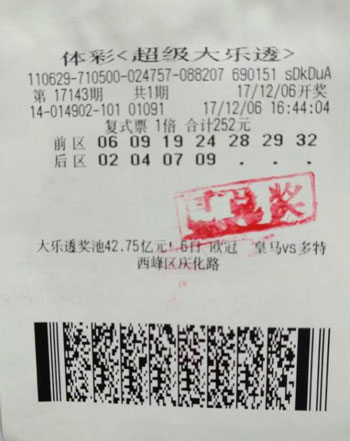 体彩<超级大乐透>
110629-710500-024757-088207 690151 sDkDuA
第 17143期 共1期 17/12/06开奖
14-014902-101 01091 17/12/06 16:44:04
复式票 1倍 合计252元
前区 06 09 19 24 28 29 32
后区 02 04 07 09 . . .
已兑奖
大乐透奖池42.75亿元! 6日 欧冠 皇马vs多特
西峰区庆化路